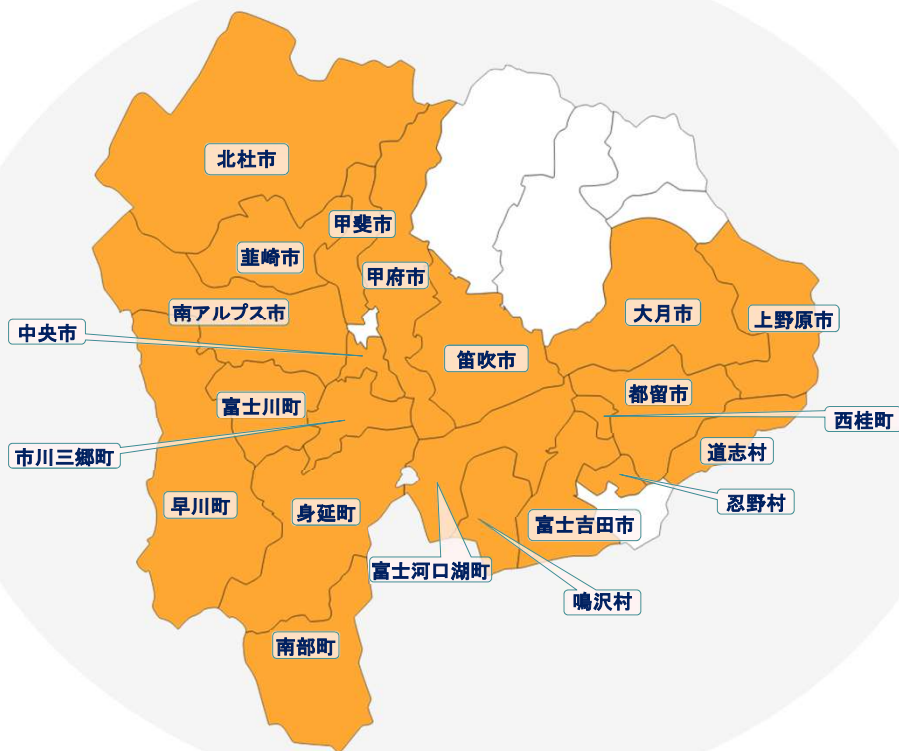 北杜市
甲斐市
韮崎市
甲府市
南アルプス市
大月市
上野原市
中央市
笛吹市
都留市
富士川町
西桂町
市川三郷町
道志村
早川町
身延町
忍野村
富士吉田市
富士河口湖町
鳴沢村
南部町